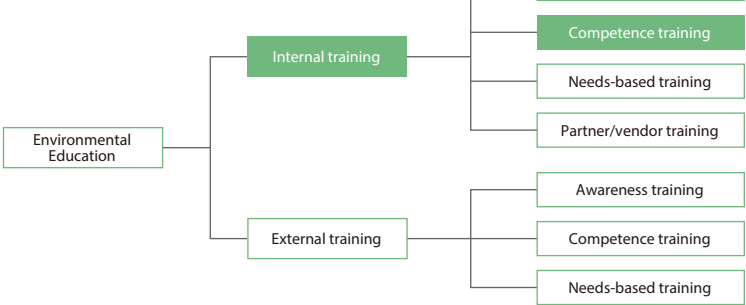 Competence training
Internal training
Needs-based training
Partner/vendor training
Environmental
Education
Awareness training
External training
Competence training
Needs-based training